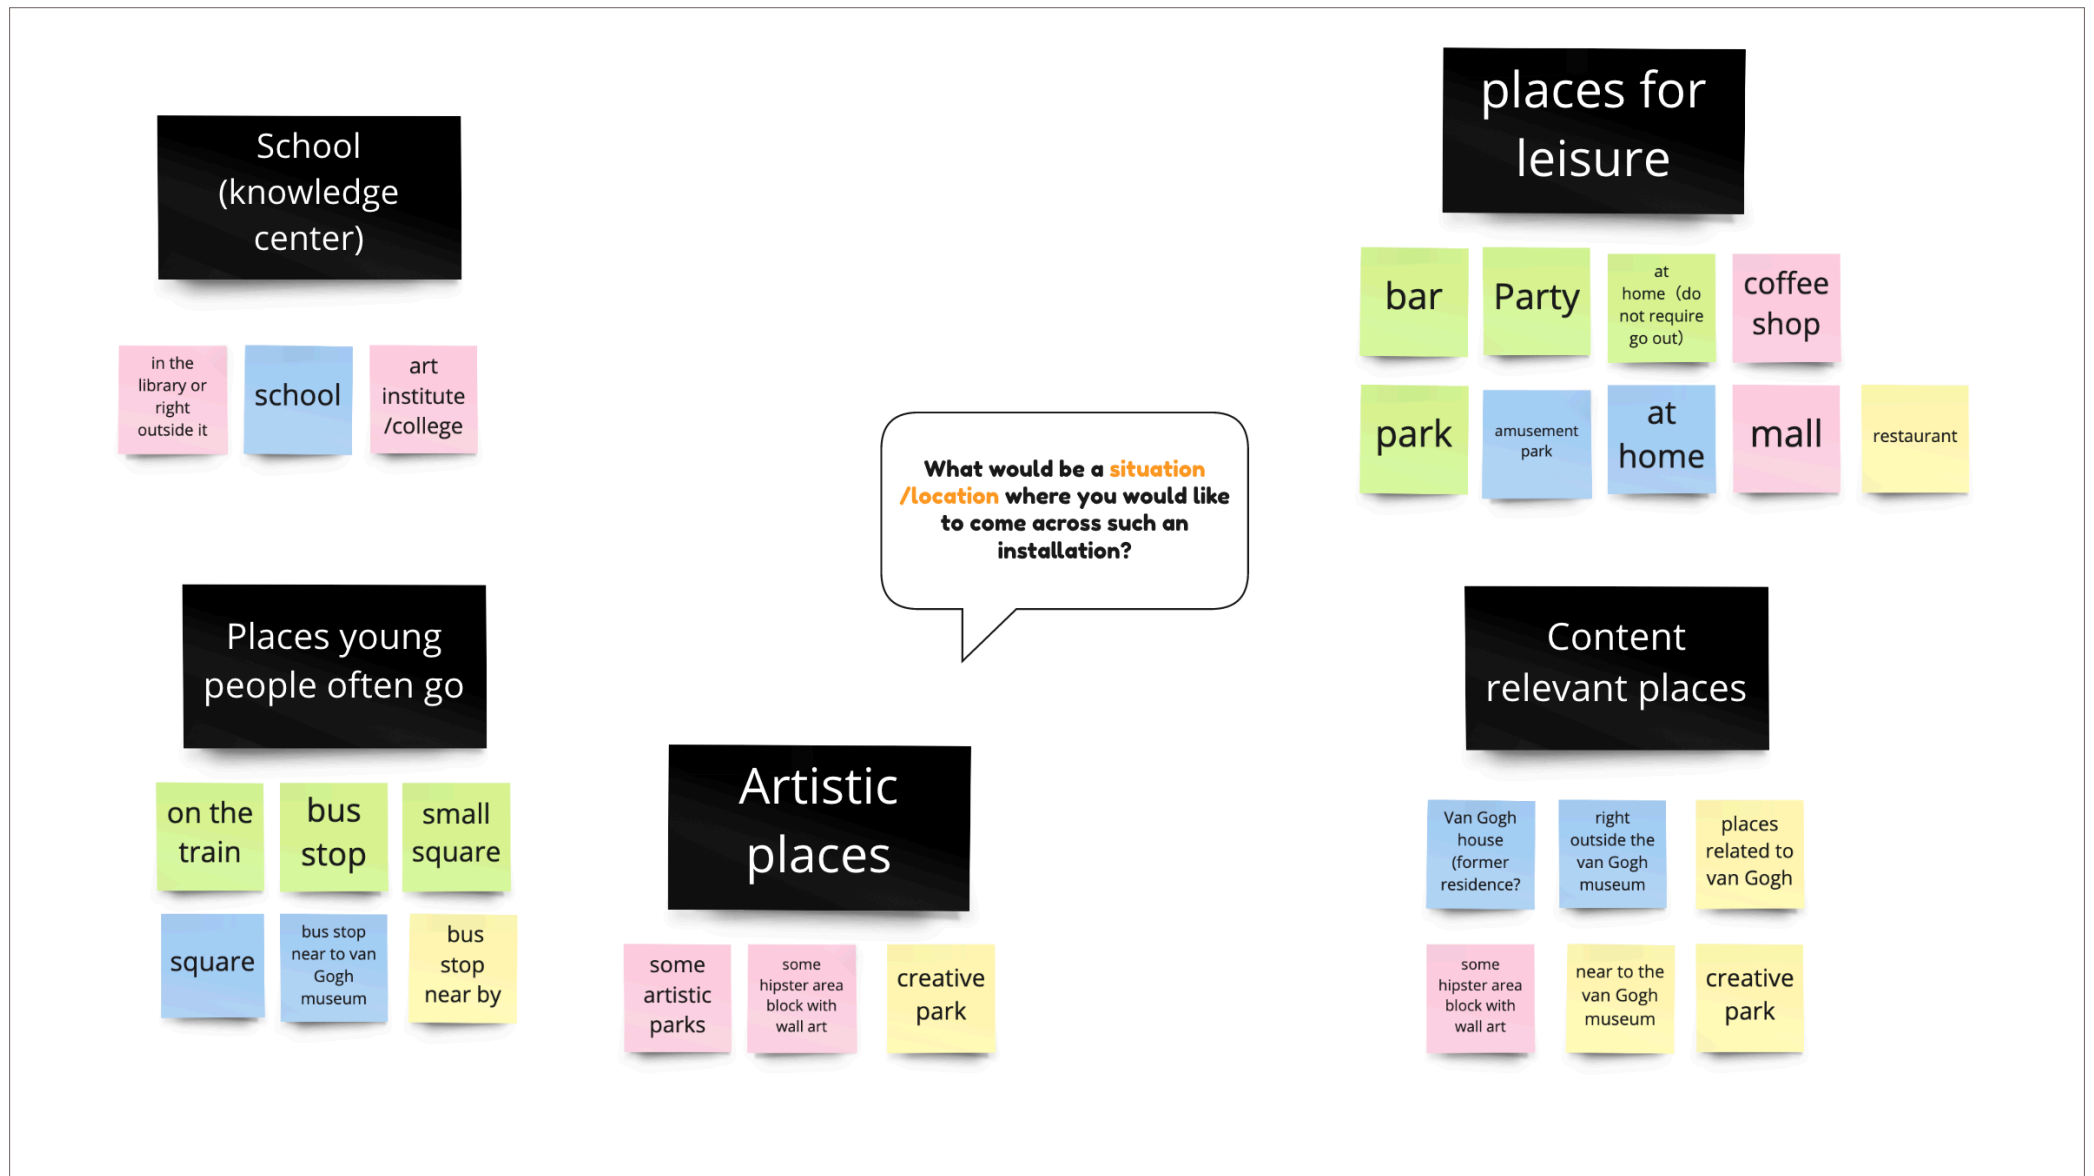 School
(knowledge
center)
in the
library or
right
outside it
school
art
institute
/college
places for
leisure
bar
Party
at
home（do
not require
go out）
coffee
shop
park
amusement
park
at
home
mall
restaurant
What would be a situation
/location where you would like
to come across such an
installation?
Places young
people often go
on the
train
bus
stop
small
square
square
bus stop
near to van
Gogh
museum
bus
stop
near by
Artistic
places
some
artistic
parks
some
hipster area
block with
wall art
creative
park
Content
relevant places
Van Gogh
house
(former
residence?
right
outside the
van Gogh
museum
places
related to
van Gogh
some
hipster area
block with
wall art
near to the
van Gogh
museum
creative
park